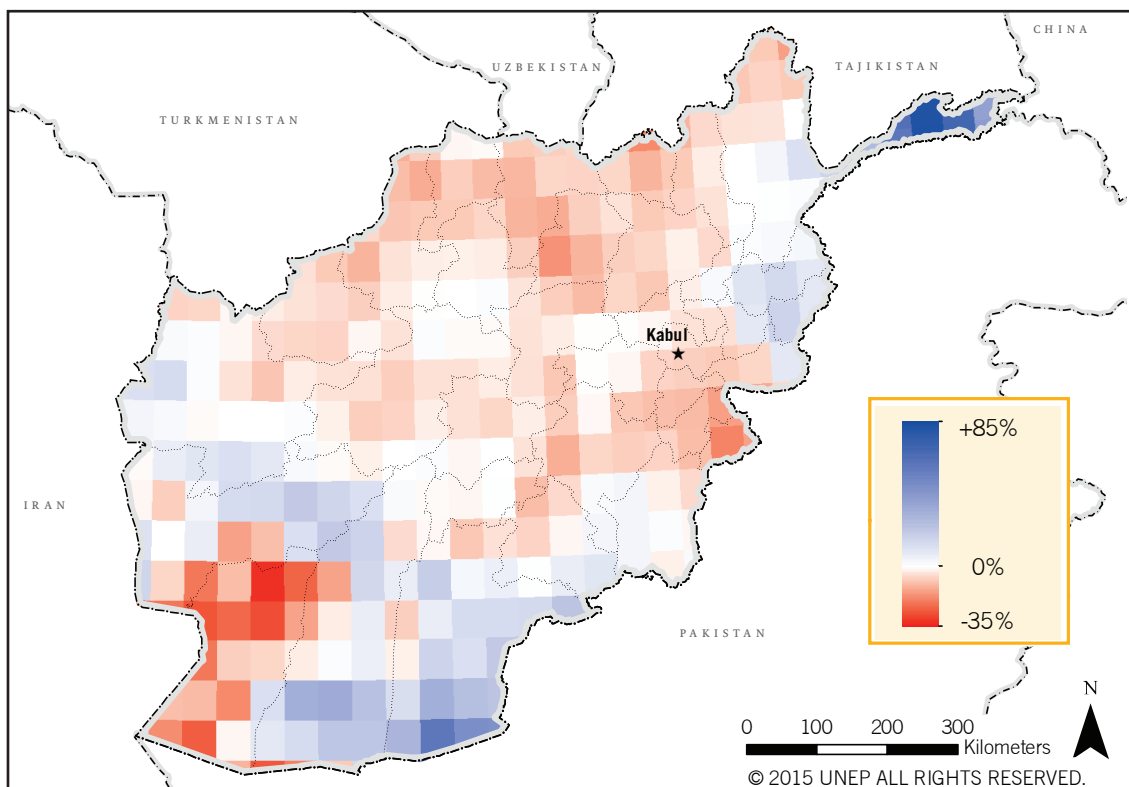 CHINA
UZBEKISTAN
TAJIKISTAN
TURKMENISTAN
Kabul
+85%
0%
-35%
IRAN
PAKISTAN
N
0 100 200 300
Kilometers
© 2015 UNEP ALL RIGHTS RESERVED.